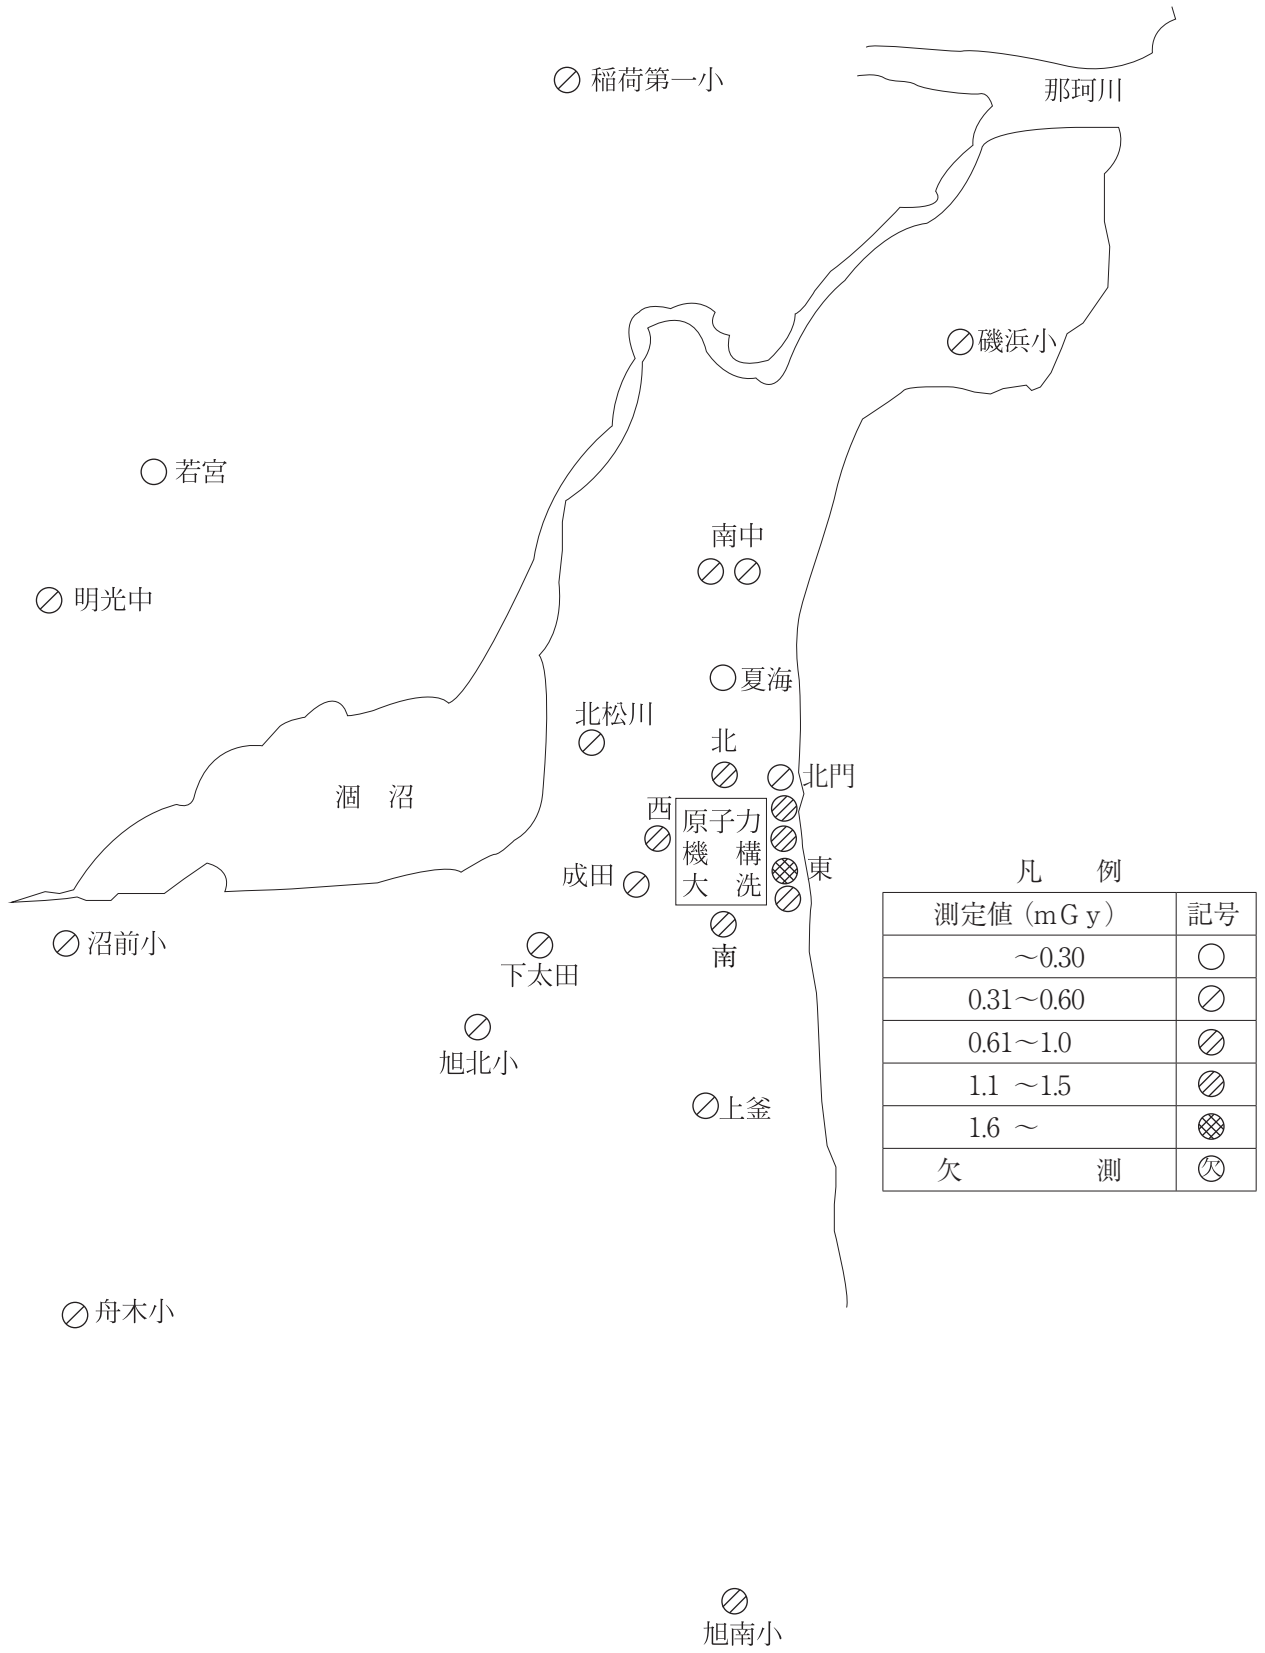 稲荷第一小
那珂川
磯浜小
若宮
南中
明光中
夏海
北松川
北
北門
涸 沼
西
原子力
機 構
大 洗
東
成田
南
沼前小
下太田
旭北小
上釜
凡 例
測定値(mGy) 記号
～0.30
0.31～0.60
0.61～1.0
1.1 ～1.5
1.6 ～
欠 測 欠
舟木小
旭南小